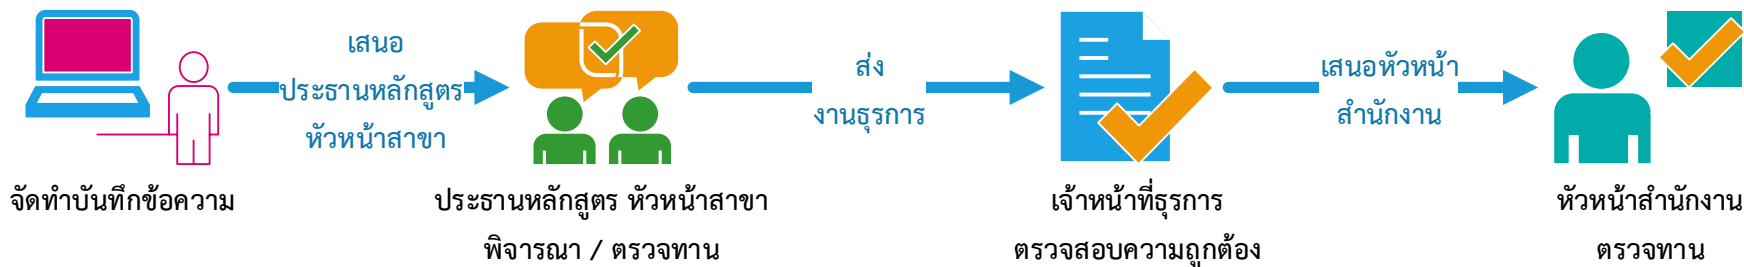 เสนอ
ประธานหลักสูตร
หัวหน้าสาขา
ส่ง
งานธุรการ
เสนอหัวหน้า
สำนักงาน
จัดทำบันทึกข้อความ
ประธานหลักสูตร หัวหน้าสาขา
พิจารณา / ตรวจทาน
เจ้าหน้าที่ธุรการ
ตรวจสอบความถูกต้อง
หัวหน้าสำนักงาน
ตรวจทาน